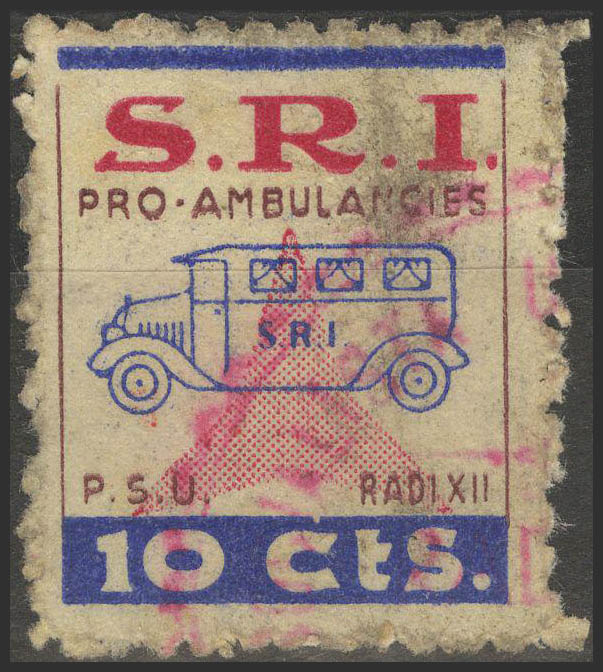 S.R.I.
PRO·AMBULANCIES
S.R.I.
P.S.U. RADI XII
10 CtS.